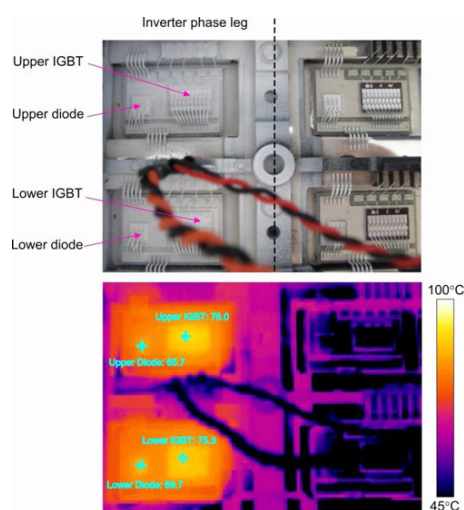 Inverter phase leg
Upper IGBT
Upper diode
Lower IGBT
Lower diode
100°C
Upper IGBT: 76.0
Upper Diode: 65.7
Lower IGBT: 75.3
Lower Diode: 69.7
45°C